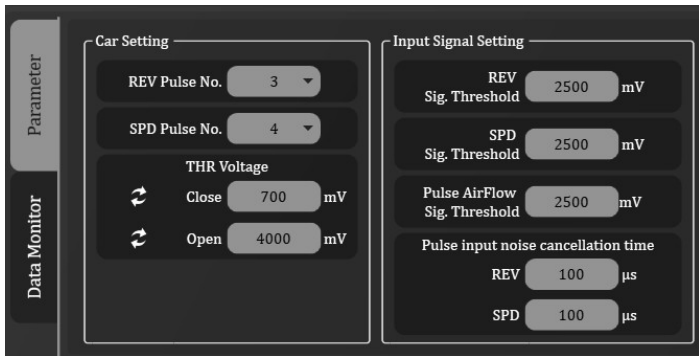 Parameter
Data Monitor
Car Setting
REV Pulse No. 3
SPD Pulse No. 4
THR Voltage
Close 700 mV
Open 4000 mV
Input Signal Setting
REV
Sig. Threshold 2500 mV
SPD
Sig. Threshold 2500 mV
Pulse AirFlow
Sig. Threshold 2500 mV
Pulse input noise cancellation time
REV 100 μs
SPD 100 μs